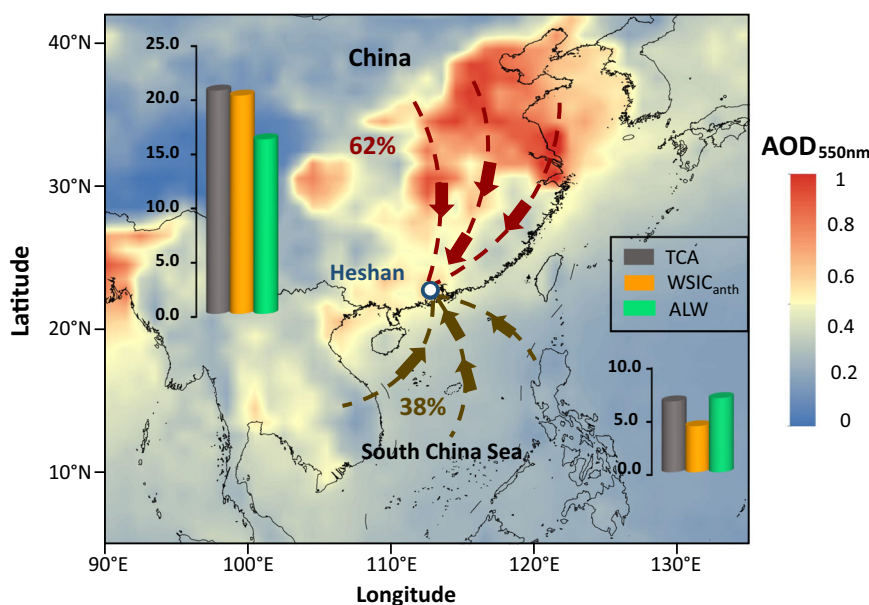 40°N
30°N
20°N
10°N
Latitude
90°E
100°E
110°E
120°E
130°E
Longitude
25.0
20.0
15.0
10.0
5.0
0.0
China
62%
Heshan
38%
South China Sea
TCA
WSICanth
ALW
10.0
5.0
0.0
AOD550nm
1
0.8
0.6
0.4
0.2
0